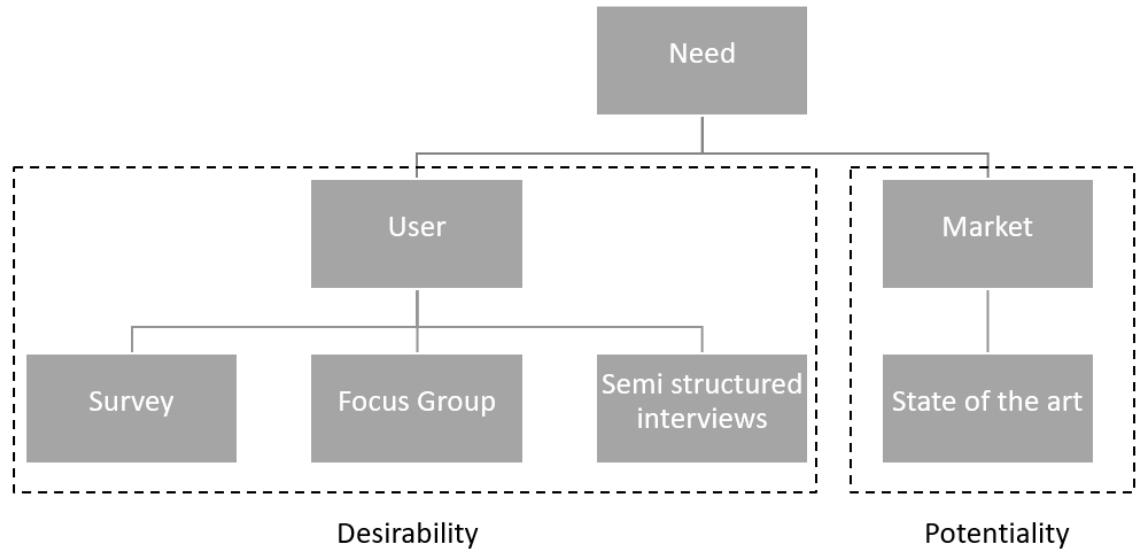 Need
User
Market
Survey
Focus Group
Semi structured
interviews
State of the art
Desirability
Potentiality